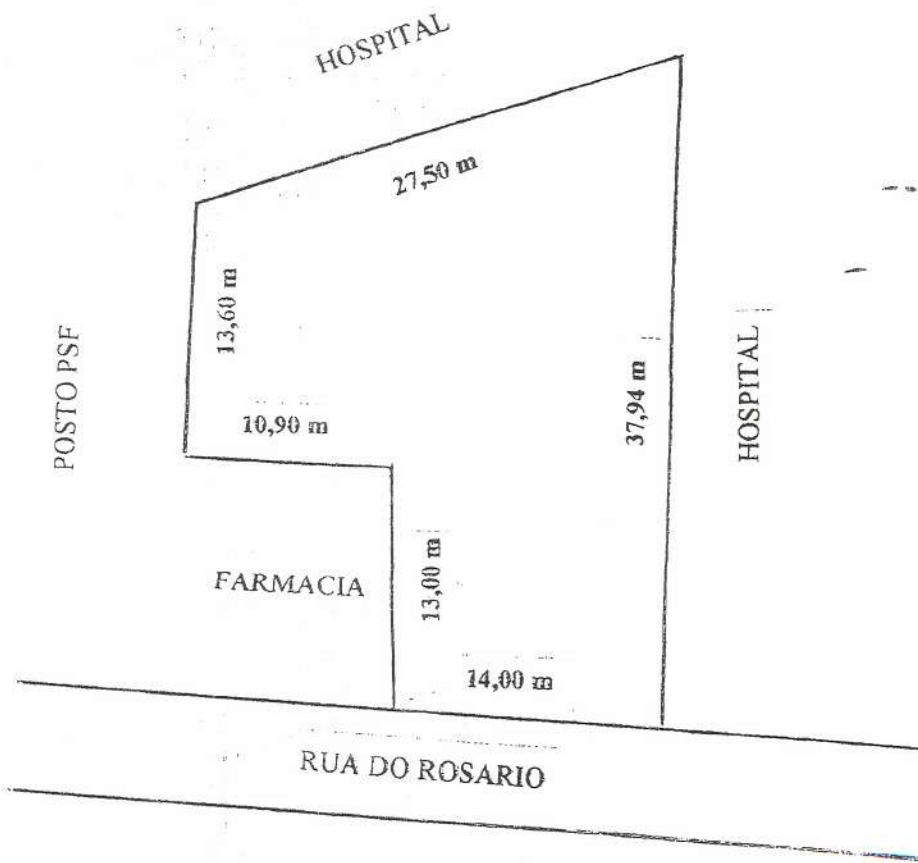 HOSPITAL
27,50 m
13,60 m
POSTO PSF
10,90 m
37,94 m
HOSPITAL
FARMACIA
13,00 m
14,00 m
RUA DO ROSARIO